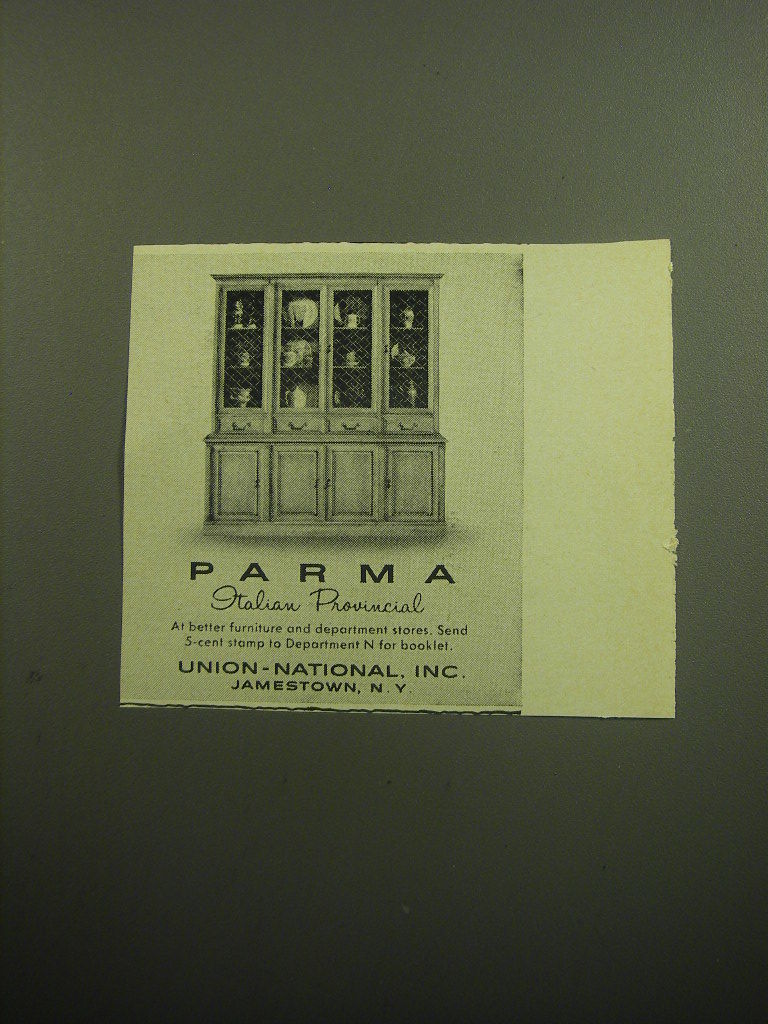 PARMA
Italian Provincial
At better furniture and department stores. Send
5-cent stamp to Department N for booklet.
UNION-NATIONAL, INC.
JAMESTOWN, N.Y.